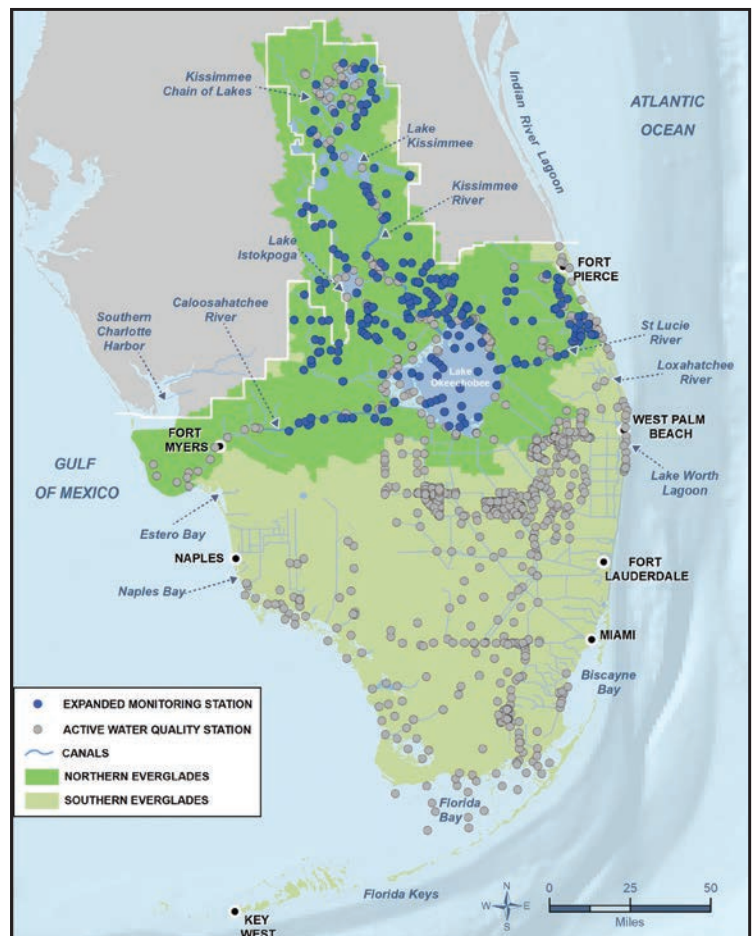 Kissimmee
Chain of Lakes
Indian River Lagoon
ATLANTIC
OCEAN
Lake
Kissimmee
Kissimmee
River
Lake
Istokpoga
FORT
PIERCE
Southern
Charlotte
Harbor
Caloosahatchee
River
St Lucie
River
Lake
Okeechobee
Loxahatchee
River
FORT
MYERS
WEST PALM
BEACH
GULF
OF MEXICO
Lake Worth
Lagoon
Estero Bay
NAPLES
FORT
LAUDERDALE
Naples Bay
MIAMI
Biscayne
Bay
EXPANDED MONITORING STATION
ACTIVE WATER QUALITY STATION
CANALS
NORTHERN EVERGLADES
SOUTHERN EVERGLADES
Florida
Bay
Florida Keys
KEY
WEST
N
W E
S
0 25 50
Miles